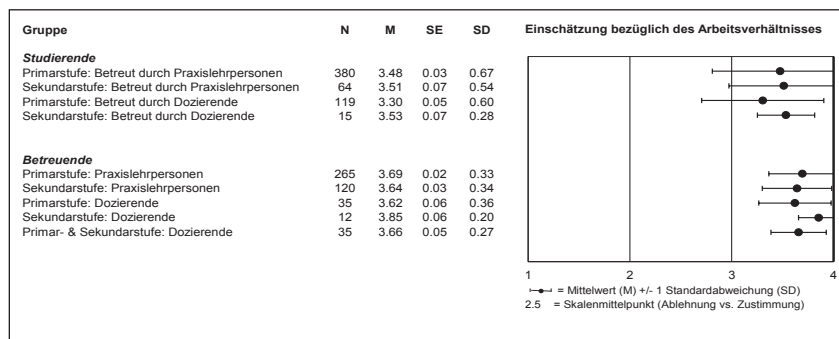 Gruppe N M SE SD Einschätzung bezüglich des Arbeitsverhältnisses
Studierende
Primarstufe: Betreut durch Praxislehrpersonen 380 3.48 0.03 0.67
Sekundarstufe: Betreut durch Praxislehrpersonen 64 3.51 0.07 0.54
Primarstufe: Betreut durch Dozierende 119 3.30 0.05 0.60
Sekundarstufe: Betreut durch Dozierende 15 3.53 0.07 0.28
Betreuende
Primarstufe: Praxislehrpersonen 265 3.69 0.02 0.33
Sekundarstufe: Praxislehrpersonen 120 3.64 0.03 0.34
Primarstufe: Dozierende 35 3.62 0.06 0.36
Sekundarstufe: Dozierende 12 3.85 0.06 0.20
Primar- & Sekundarstufe: Dozierende 35 3.66 0.05 0.27
1 2 3 4
= Mittelwert (M) +/- 1 Standardabweichung (SD)
2.5 = Skalenmittelpunkt (Ablehnung vs. Zustimmung)